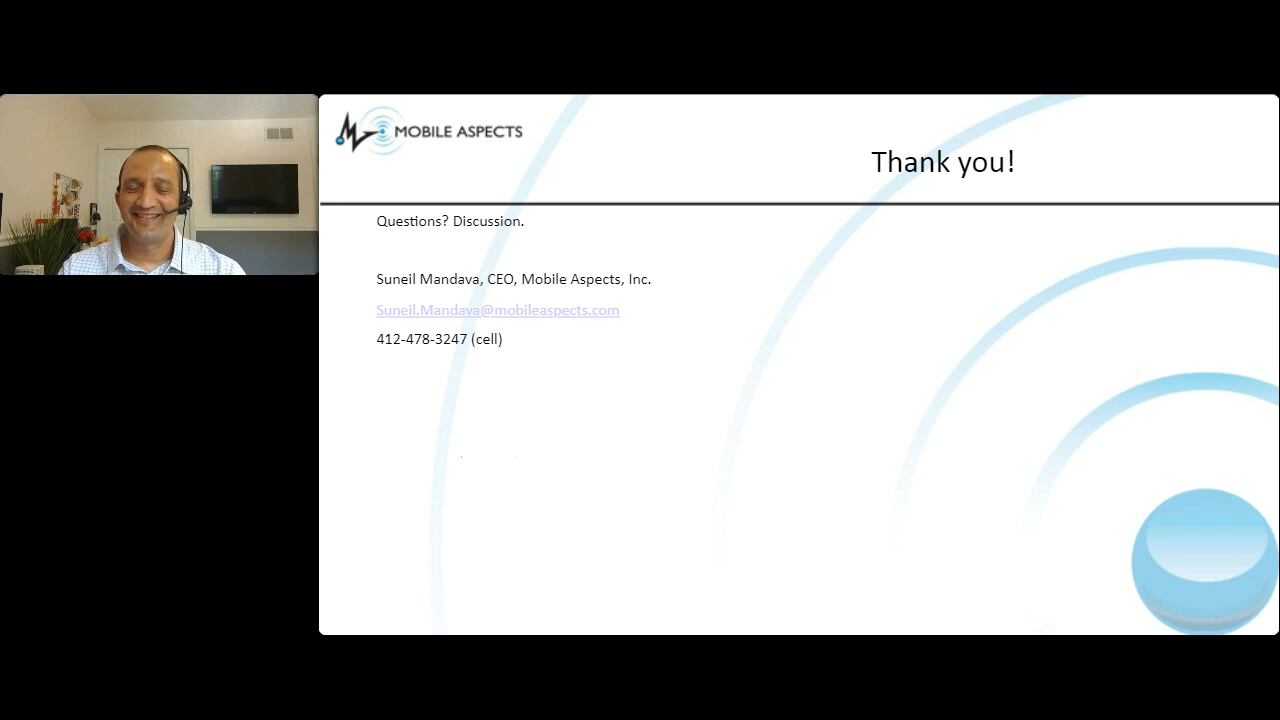 MOBILE ASPECTS
Thank you!
Questions? Discussion.
Suneil Mandava, CEO, Mobile Aspects, Inc.
Suneil.Mandava@mobileaspects.com
412-478-3247 (cell)